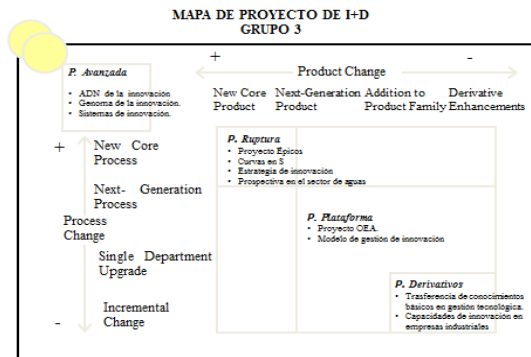 MAPA DE PROYECTO DE I+D
GRUPO 3
+
-
Product Change
P. Avanzada
• ADN de la innovación
• Genoma de la innovación.
• Sistemas de innovación.
New Core Product
Next-Generation Product
Addition to Product Family
Derivative Enhancements
+
New Core
Process
Next- Generation
Process
Process
Change
Single Department
Upgrade
Incremental
Change
-
P. Ruptura
• Proyecto Épicos
• Curvas en S
• Estrategia de innovación
• Prospectiva en el sector de aguas
P. Plataforma
• Proyecto OEA.
• Modelo de gestión de innovación
P. Derivativos
• Trasferencia de conocimientos
básicos en gestión tecnológica.
• Capacidades de innovación en
empresas industriales